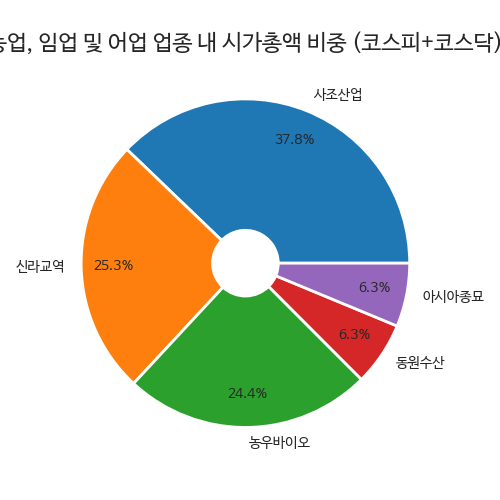 농업, 임업 및 어업 업종 내 시가총액 비중 (코스피+코스닥)
사조산업
37.8%
신라교역
25.3%
6.3%
아시아종묘
6.3%
동원수산
24.4%
농우바이오